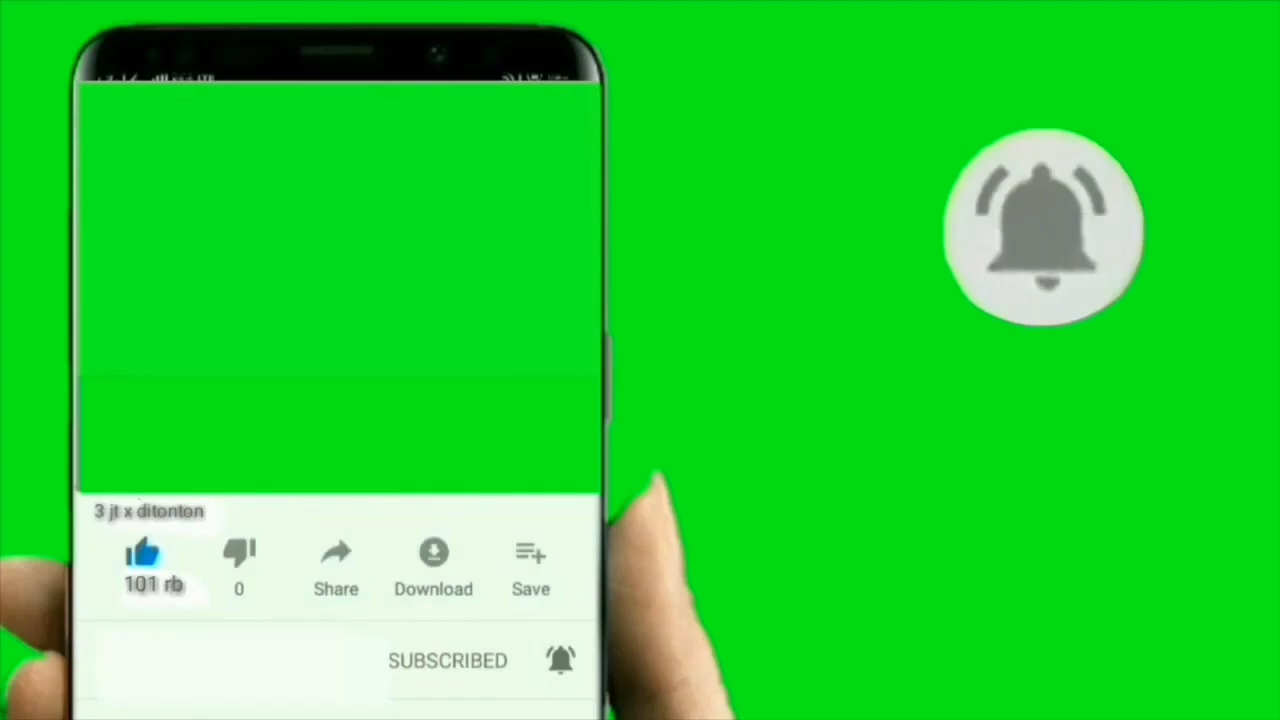 3 jt x ditonton
101 rb
0
Share
Download
Save
SUBSCRIBED